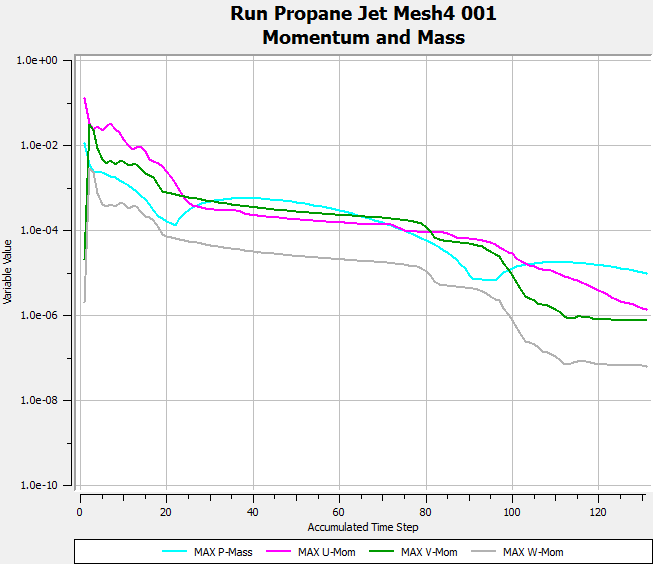 Run Propane Jet Mesh4 001
Momentum and Mass
Variable Value
1.0e+00
1.0e-02
1.0e-04
1.0e-06
1.0e-08
1.0e-10
0 20 40 60 80 100 120
Accumulated Time Step
MAX P-Mass MAX U-Mom MAX V-Mom MAX W-Mom